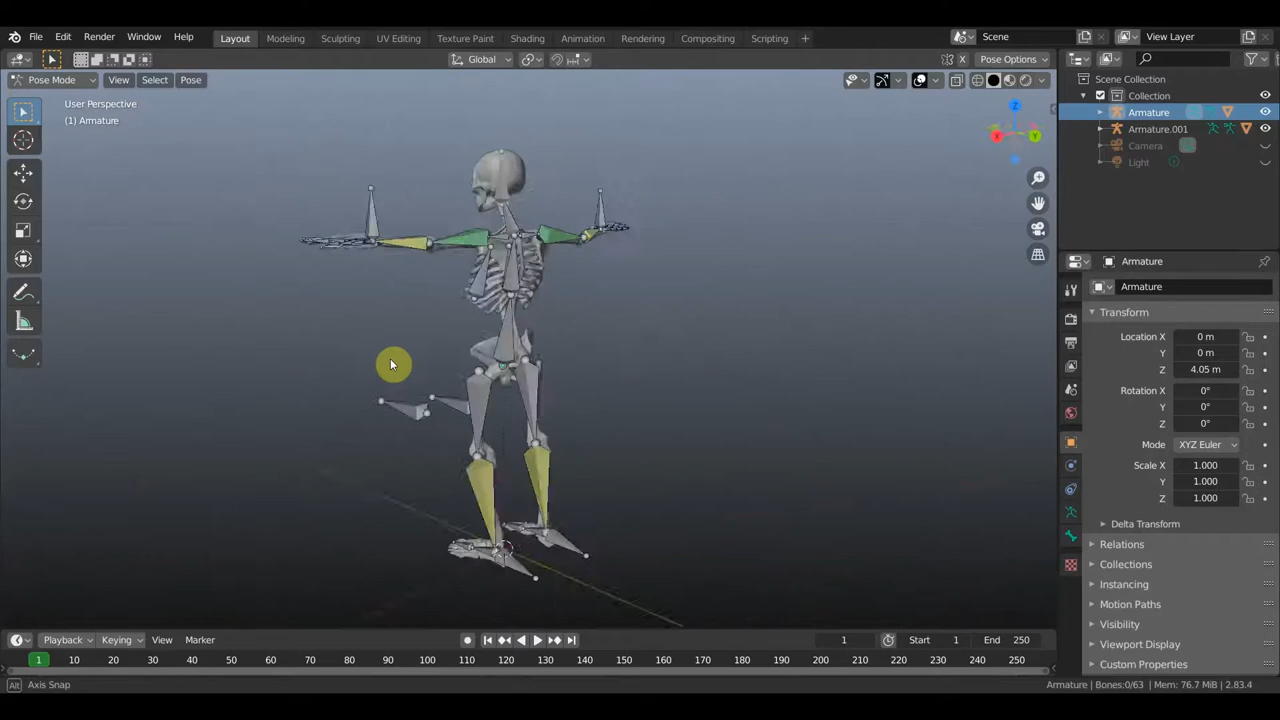 File Edit Render Window Help Layout Modeling Sculpting UV Editing Texture Paint Shading Animation Rendering Compositing Scripting + Scene View Layer
Global X Pose Options
Pose Mode View Select Pose
User Perspective
(1) Armature
Z
X
Y
Scene Collection
Collection
Armature
Armature.001
Camera
Light
Armature
Armature
Transform
Location X 0 m
Y 0 m
Z 4.05 m
Rotation X 0°
Y 0°
Z 0°
Mode XYZ Euler
Scale X 1.000
Y 1.000
Z 1.000
Delta Transform
Relations
Collections
Instancing
Motion Paths
Visibility
Viewport Display
Custom Properties
Playback Keying View Marker 1 Start 1 End 250
1 10 20 30 40 50 60 70 80 90 100 110 120 130 140 150 160 170 180 190 200 210 220 230 240 250
Alt Axis Snap
Armature | Bones:0/63 | Mem: 76.7 MiB | 2.83.4